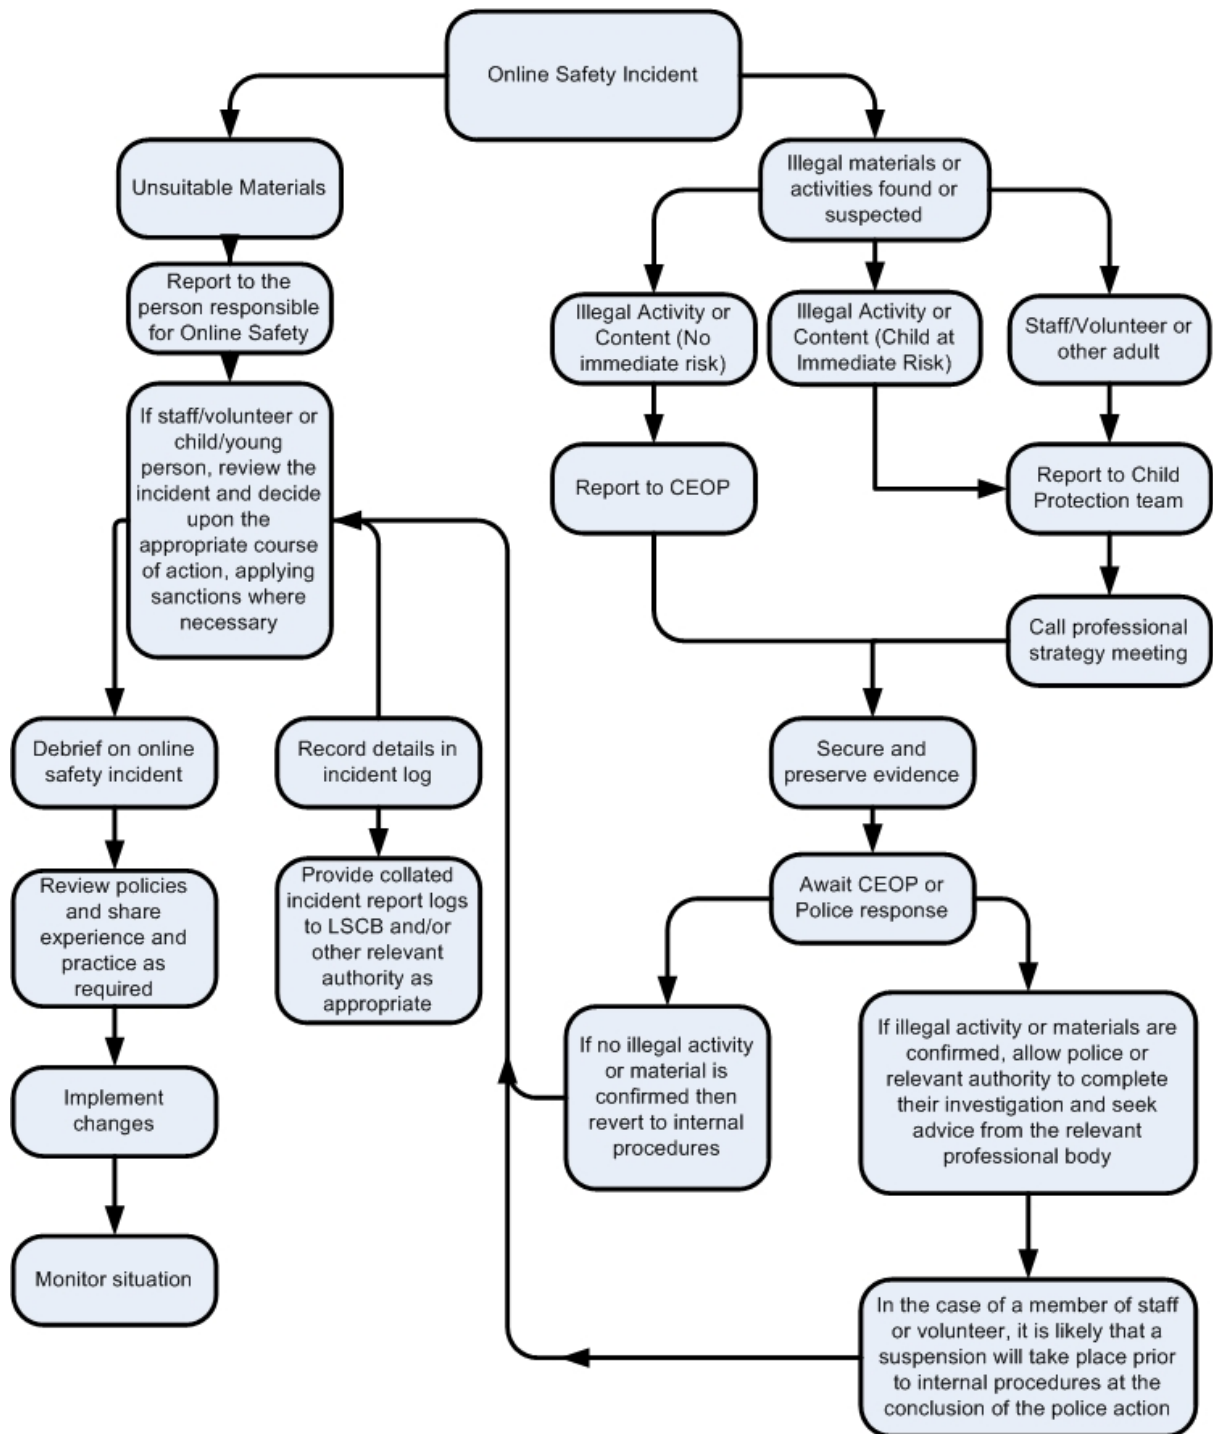 Online Safety Incident
Unsuitable Materials
Illegal materials or
activities found or
suspected
Report to the
person responsible
for Online Safety
Illegal Activity or
Content (No
immediate risk)
Illegal Activity or
Content (Child at
Immediate Risk)
Staff/Volunteer or
other adult
If staff/volunteer or
child/young
person, review the
incident and decide
upon the
appropriate course
of action, applying
sanctions where
necessary
Report to CEOP
Report to Child
Protection team
Call professional
strategy meeting
Debrief on online
safety incident
Record details in
incident log
Secure and
preserve evidence
Review policies
and share
experience and
practice as
required
Provide collated
incident report logs
to LSCB and/or
other relevant
authority as
appropriate
Await CEOP or
Police response
If no illegal activity
or material is
confirmed then
revert to internal
procedures
If illegal activity or materials are
confirmed, allow police or
relevant authority to complete
their investigation and seek
advice from the relevant
professional body
Implement
changes
Monitor situation
In the case of a member of staff
or volunteer, it is likely that a
suspension will take place prior
to internal procedures at the
conclusion of the police action